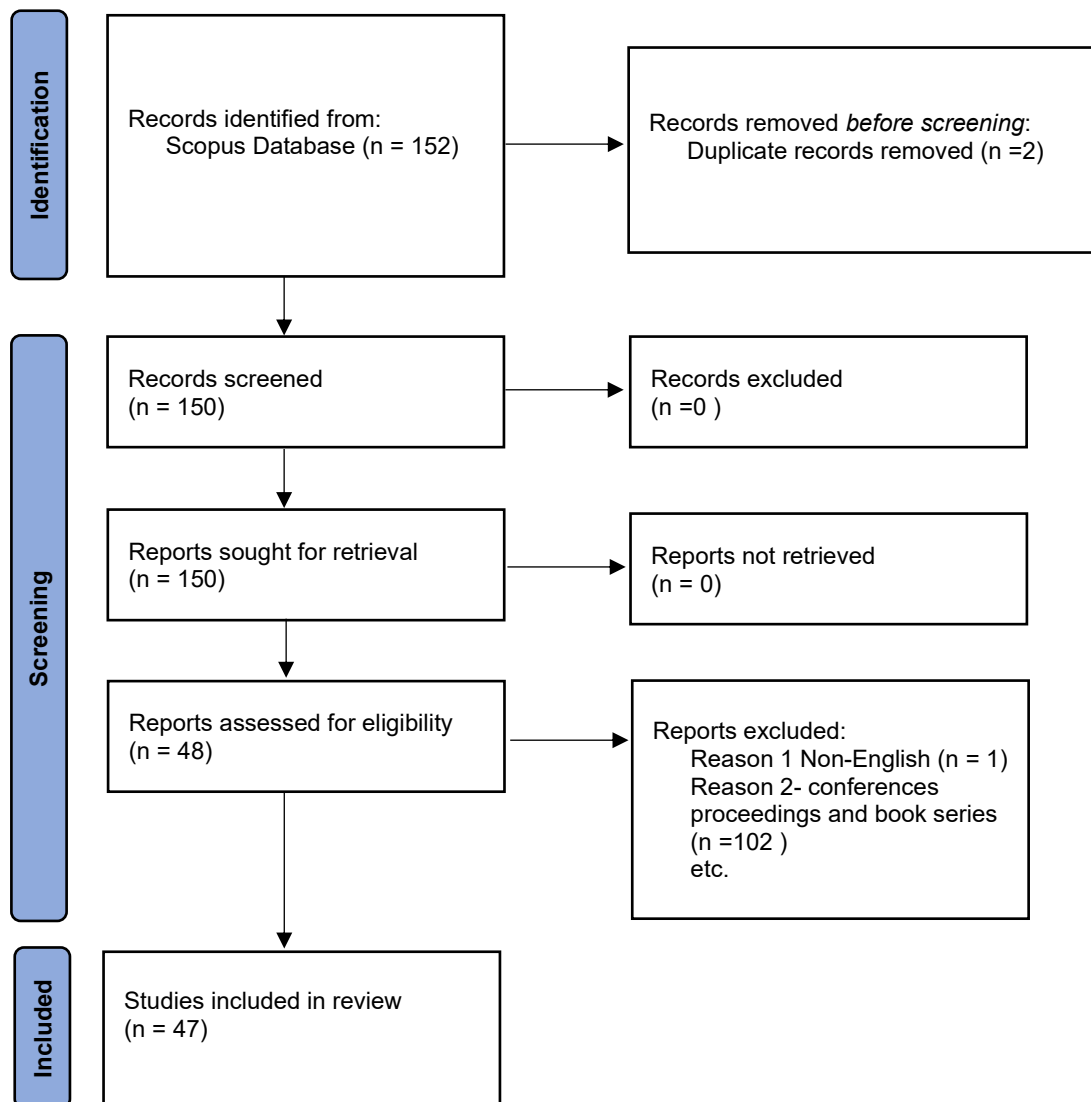 Identification
Records identified from:
Scopus Database (n = 152)
Records removed before screening:
Duplicate records removed (n =2)
Screening
Records screened
(n = 150)
Records excluded
(n =0 )
Reports sought for retrieval
(n = 150)
Reports not retrieved
(n = 0)
Reports assessed for eligibility
(n = 48)
Reports excluded:
Reason 1 Non-English (n = 1)
Reason 2- conferences
proceedings and book series
(n =102 )
etc.
Included
Studies included in review
(n = 47)